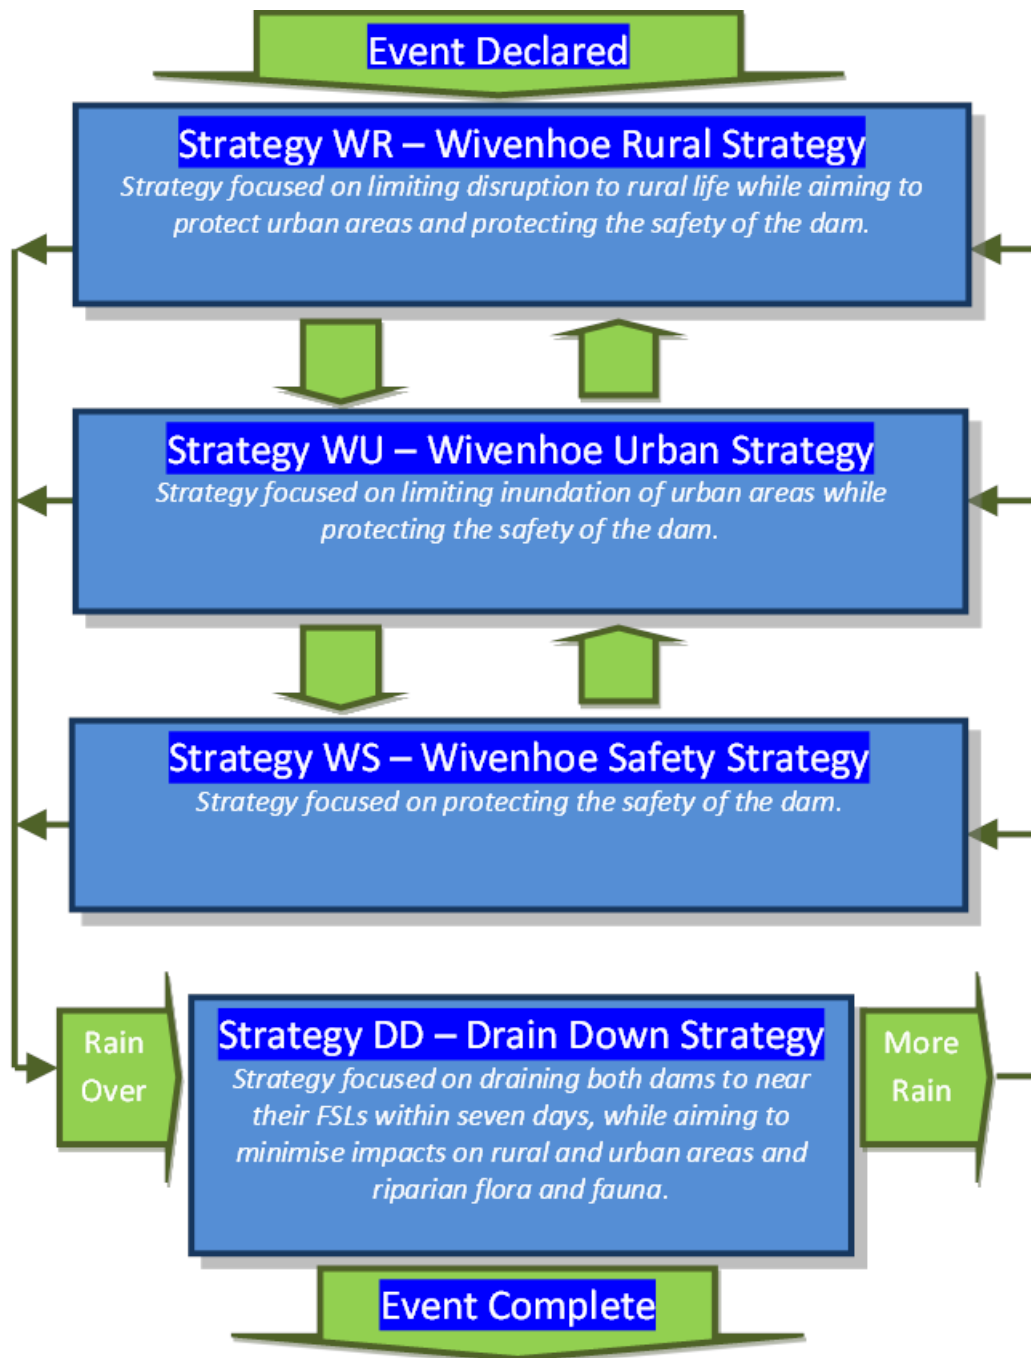 Event Declared
Strategy WR – Wivenhoe Rural Strategy
Strategy focused on limiting disruption to rural life while aiming to
protect urban areas and protecting the safety of the dam.
Strategy WU – Wivenhoe Urban Strategy
Strategy focused on limiting inundation of urban areas while
protecting the safety of the dam.
Strategy WS – Wivenhoe Safety Strategy
Strategy focused on protecting the safety of the dam.
Rain
Over
Strategy DD – Drain Down Strategy
Strategy focused on draining both dams to near
their FSLs within seven days, while aiming to
minimise impacts on rural and urban areas and
riparian flora and fauna.
More
Rain
Event Complete